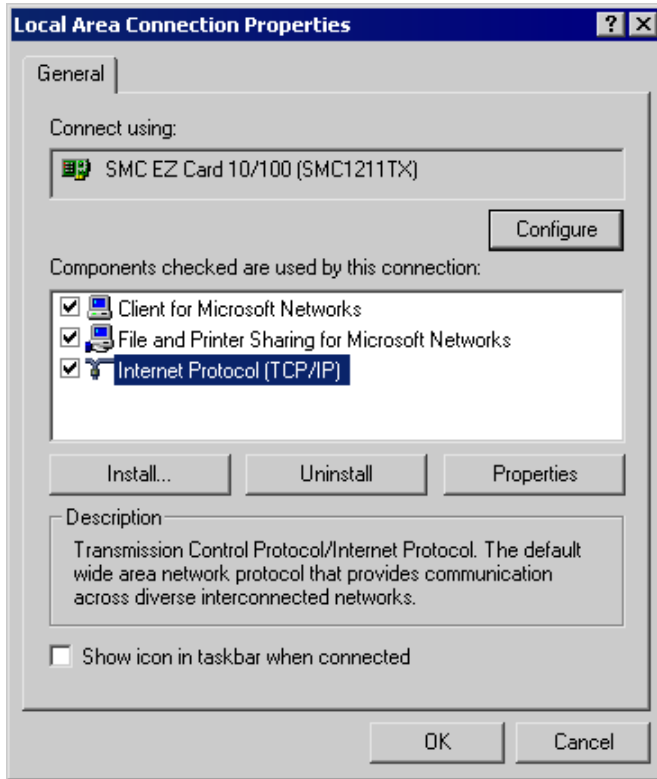 Local Area Connection Properties
General
Connect using:
SMC EZ Card 10/100 (SMC1211TX)
Configure
Components checked are used by this connection:
Client for Microsoft Networks
File and Printer Sharing for Microsoft Networks
Internet Protocol (TCP/IP)
Install... Uninstall Properties
Description
Transmission Control Protocol/Internet Protocol. The default
wide area network protocol that provides communication
across diverse interconnected networks.
Show icon in taskbar when connected
OK Cancel